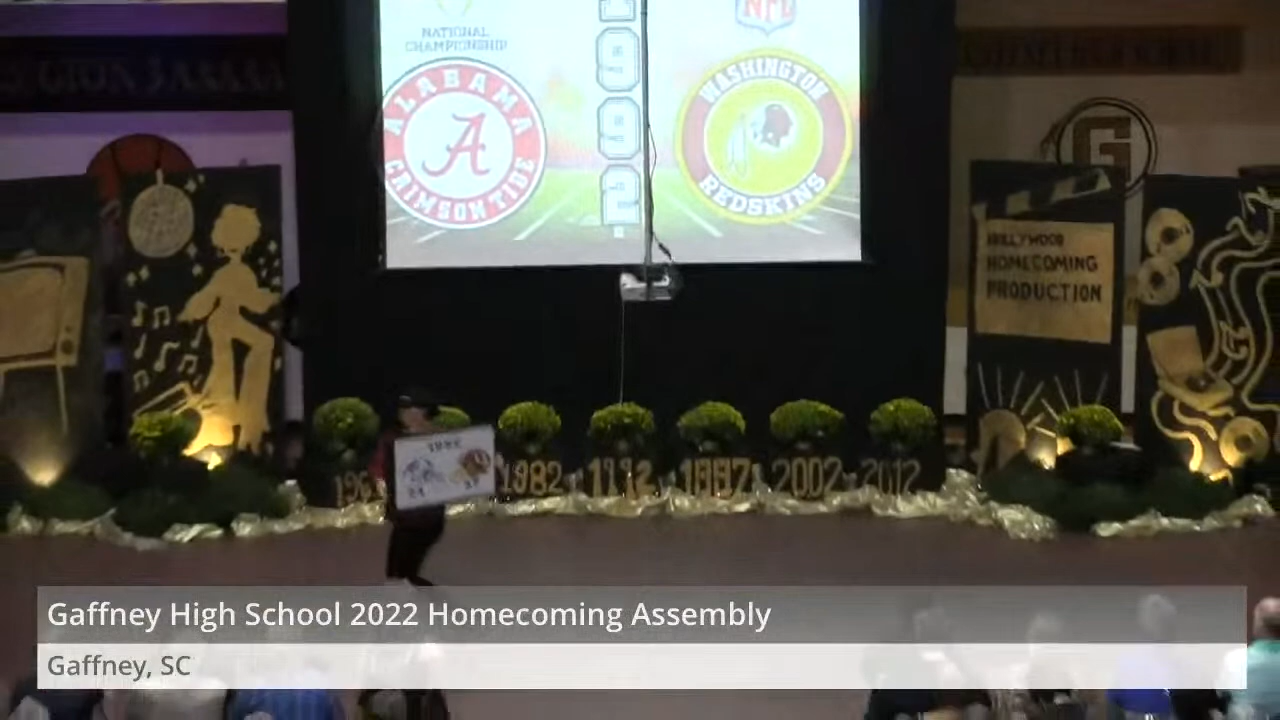 NATIONAL
CHAMPIONSHIP
NFL
1
9
9
2
ALABAMA
A
CRIMSON TIDE
WASHINGTON
REDSKINS
G
HOLLYWOOD
HOMECOMING
PRODUCTION
1982
1992
1997
2002
2012
Gaffney High School 2022 Homecoming Assembly
Gaffney, SC